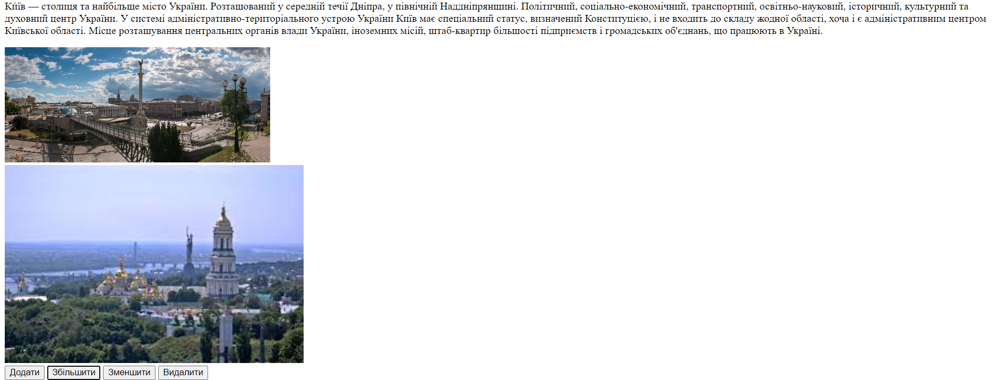 Ки́їв — столиця та найбільше місто України. Розташований у середній течії Дніпра, у північній Наддніпрянщині. Політичний, соціально-економічний, транспортний, освітньо-науковий, історичний, культурний та
духовний центр України. У системі адміністративно-територіального устрою України Київ має спеціальний статус, визначений Конституцією, і не входить до складу жодної області, хоча і є адміністративним центром
Київської області. Місце розташування центральних органів влади України, іноземних місій, штаб-квартир більшості підприємств і громадських об'єднань, що працюють в Україні.
Додати Збільшити Зменшити Видалити